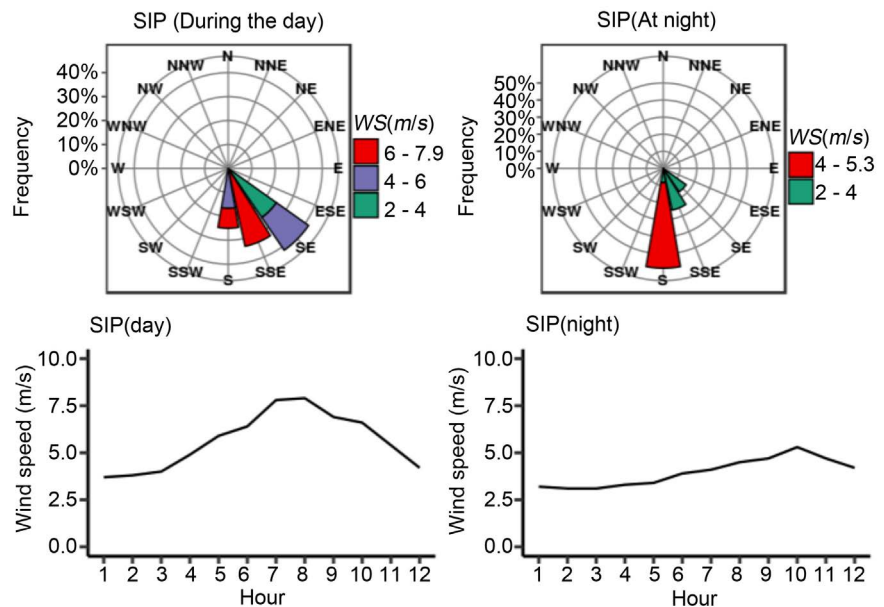 SIP (During the day)
N
NNW
NNE
NW
NE
WNW
ENE
W
E
WSW
ESE
SW
SE
SSW
SSE
S
40%
30%
20%
10%
0%
Frequency
WS(m/s)
6 - 7.9
4 - 6
2 - 4
SIP(At night)
N
NNW
NNE
NW
NE
WNW
ENE
W
E
WSW
ESE
SW
SE
SSW
SSE
S
50%
40%
30%
20%
10%
0%
Frequency
WS(m/s)
4 - 5.3
2 - 4
SIP(day)
10.0
7.5
5.0
2.5
0.0
Wind speed (m/s)
1 2 3 4 5 6 7 8 9 10 11 12
Hour
SIP(night)
10.0
7.5
5.0
2.5
0.0
Wind speed (m/s)
1 2 3 4 5 6 7 8 9 10 11 12
Hour